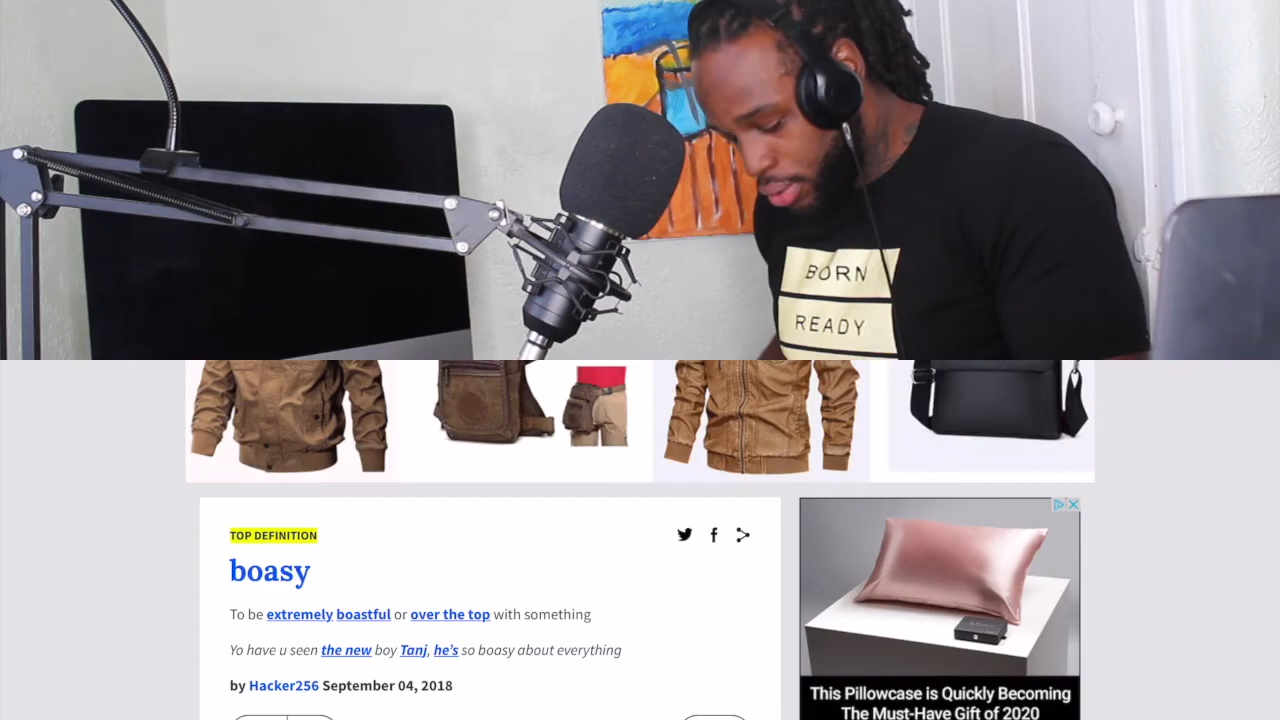 BORN
READY
TOP DEFINITION
boasy
To be extremely boastful or over the top with something
Yo have u seen the new boy Tanj, he's so boasy about everything
by Hacker256 September 04, 2018
This Pillowcase is Quickly Becoming
The Must-Have Gift of 2020